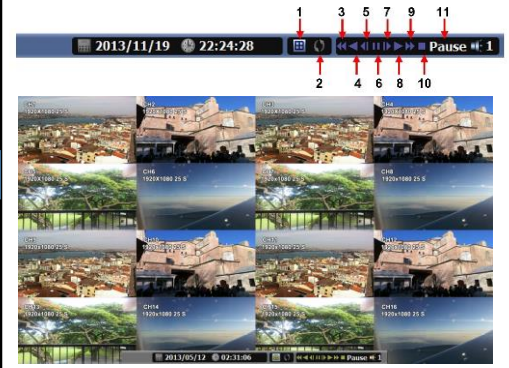 1 3 5 7 9 11
2013/11/19 22:24:28 Pause 1
2 4 6 8 10
CH2 CH4
1920X1080 25 S
CH6 CH8
1920X1080 25 S 1920X1080 25 S 1920X1080 25 S
CH10
1920X1080 25 S
CH14 CH16
1920X1080 25 S 1920X1080 25 S 1920X1080 25 S
2013/05/12 02:31:06 Pause 1